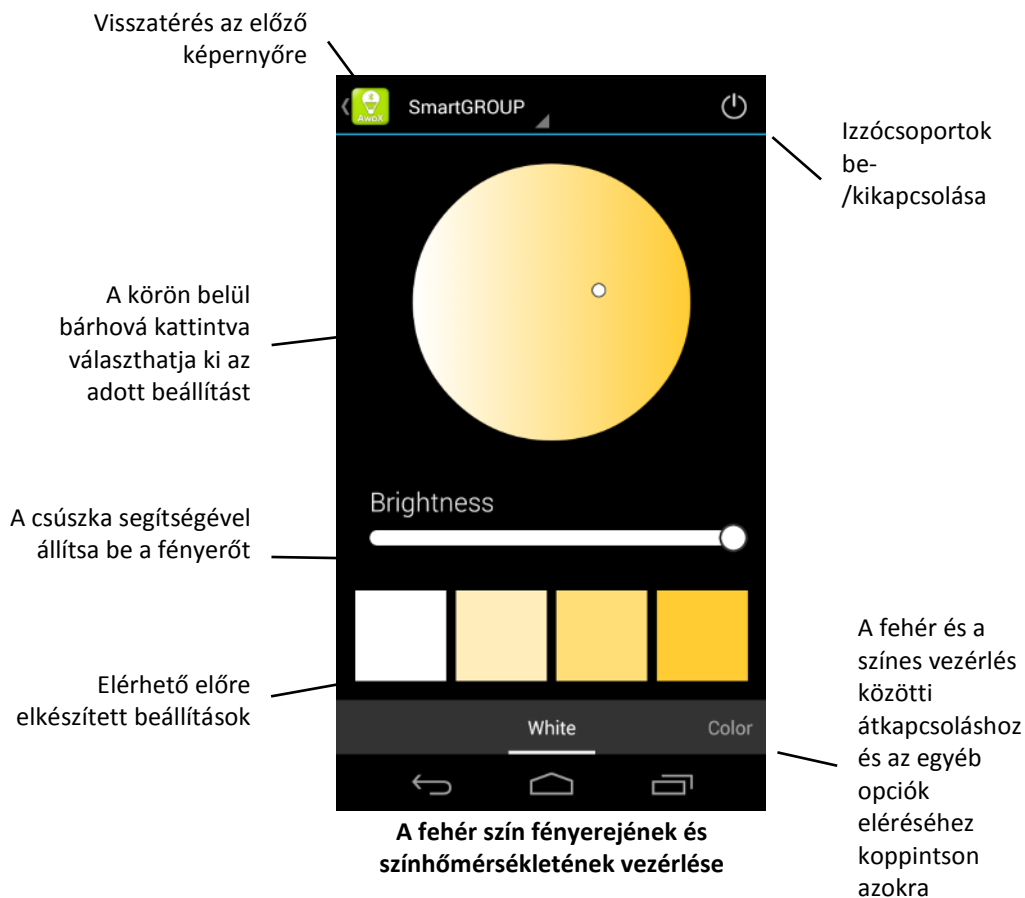 Visszatérés az előző
képernyőre
AwoX
SmartGROUP
Izzócsoportok
be-
/kikapcsolása
A körön belül
bárhová kattintva
választhatja ki az
adott beállítást
Brightness
A csúszka segítségével
állítsa be a fényerőt
Elérhető előre
elkészített beállítások
White
Color
A fehér és a
színes vezérlés
közötti
átkapcsoláshoz
és az egyéb
opciók
eléréséhez
koppintson
azokra
A fehér szín fényerejének és
színhőmérsékletének vezérlése